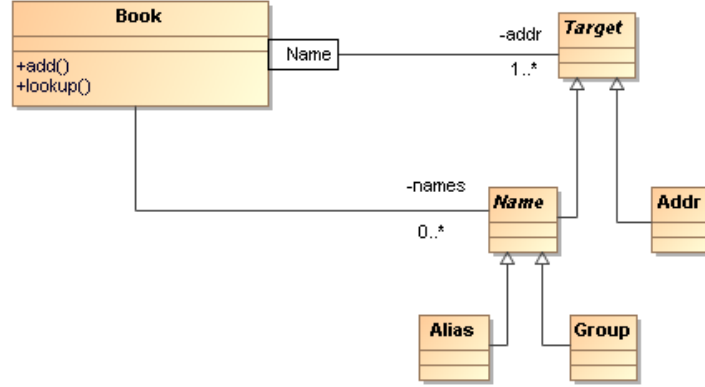 Book
+add()
+lookup()
Name
-addr
1..*
Target
-names
0..*
Name
Addr
Alias
Group